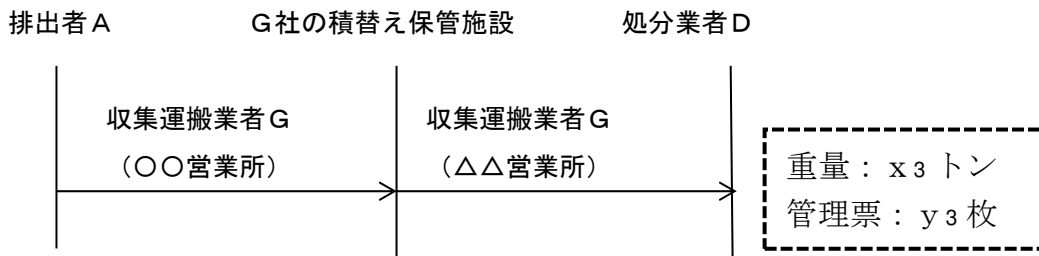 排出者A　G社の積替え保管施設　処分業者D
収集運搬業者G　収集運搬業者G
(〇〇営業所)　(△△営業所)
重量：x₃トン
管理票：y₃枚